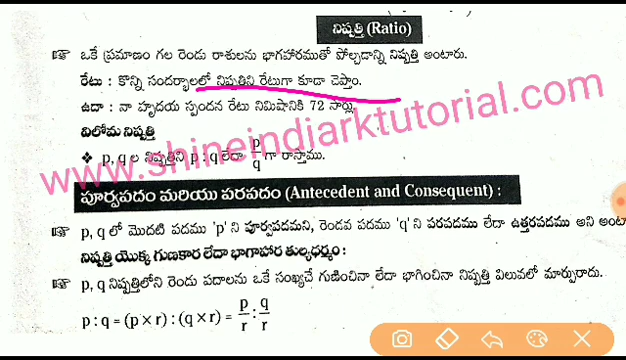 నిష్పత్తి (Ratio)
☞ ఒకే ప్రమాణం గల రెండు రాశులను భాగహారముతో పోల్చడాన్ని నిష్పత్తి అంటారు.
రేటు : కొన్ని సందర్భాలలో నిష్పత్తిని రేటుగా కూడా చెప్తాం.
ఉదా : నా హృదయ స్పందన రేటు నిమిషానికి 72 సార్లు.
విలోమ నిష్పత్తి
❖ p, q ల నిష్పత్తిని p : q లేదా p/q గా రాస్తాము.
www.shineindiarktutorial.com
పూర్వపదం మరియు పరపదం (Antecedent and Consequent) :
☞ p, q లో మొదటి పదము 'p' ని పూర్వపదమని, రెండవ పదము 'q' ని పరపదము లేదా ఉత్తరపదము అని అంటా
నిష్పత్తి యొక్క గుణకార లేదా భాగాహార తుల్యధర్మం :
☞ p, q నిష్పత్తిలోని రెండు పదాలను ఒకే సంఖ్యచే గుణించినా లేదా భాగించినా నిష్పత్తి విలువలో మార్పురాదు.
p : q = (p × r) : (q × r) = p/r : q/r